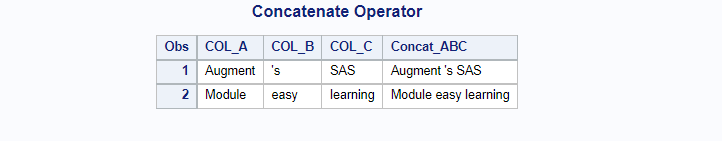 Concatenate Operator
Obs COL_A COL_B COL_C Concat_ABC
1 Augment 's SAS Augment 's SAS
2 Module easy learning Module easy learning